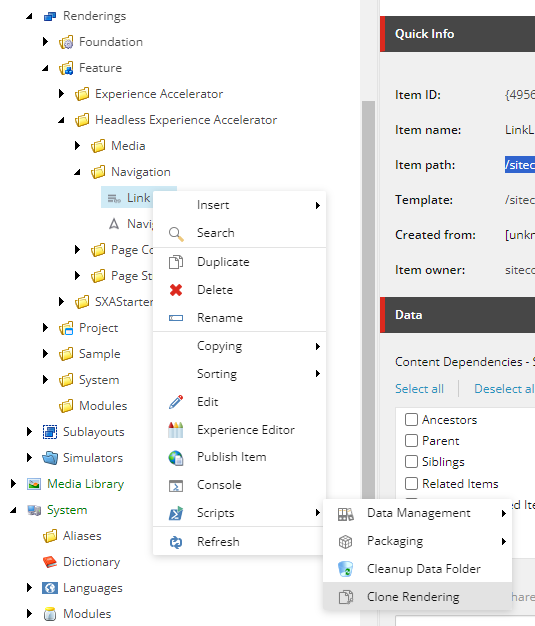 Renderings
Foundation
Feature
Experience Accelerator
Headless Experience Accelerator
Media
Navigation
Link
Navi
Page Co
Page St
SXAStarter
Project
Sample
System
Modules
Sublayouts
Simulators
Media Library
System
Aliases
Dictionary
Languages
Modules
Insert
Search
Duplicate
Delete
Rename
Copying
Sorting
Edit
Experience Editor
Publish Item
Console
Scripts
Refresh
Data Management
Packaging
Cleanup Data Folder
Clone Rendering
Quick Info
Item ID: {4956
Item name: LinkL
Item path: /sitec
Template: /sitec
Created from: [unkn
Item owner: siteco
Data
Content Dependencies - S
Select all Deselect al
Ancestors
Parent
Siblings
Related Items
ed Ite
hare